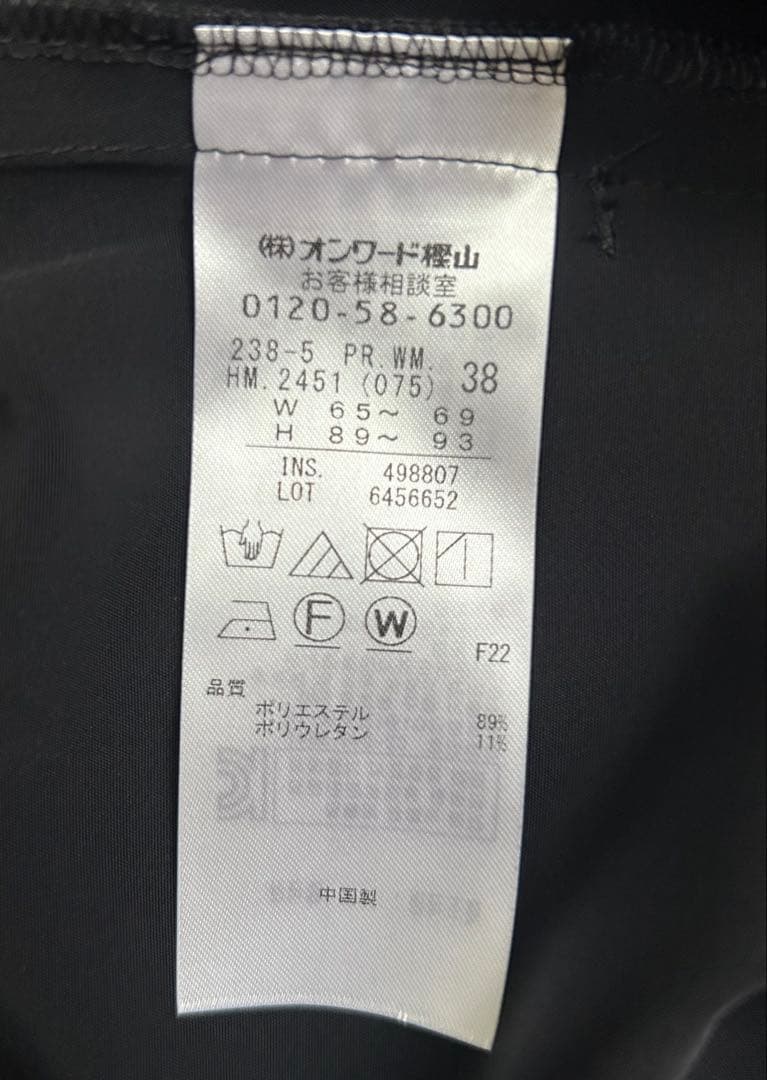 (株)オンワード樫山
お客様相談室
0120-58-6300
238-5 PR.WM.
HM.2451 (075) 38
W 65～ 69
H 89～ 93
INS. 498807
LOT 6456652
F W
F22
品質
ポリエステル 89%
ポリウレタン 11%
中国製